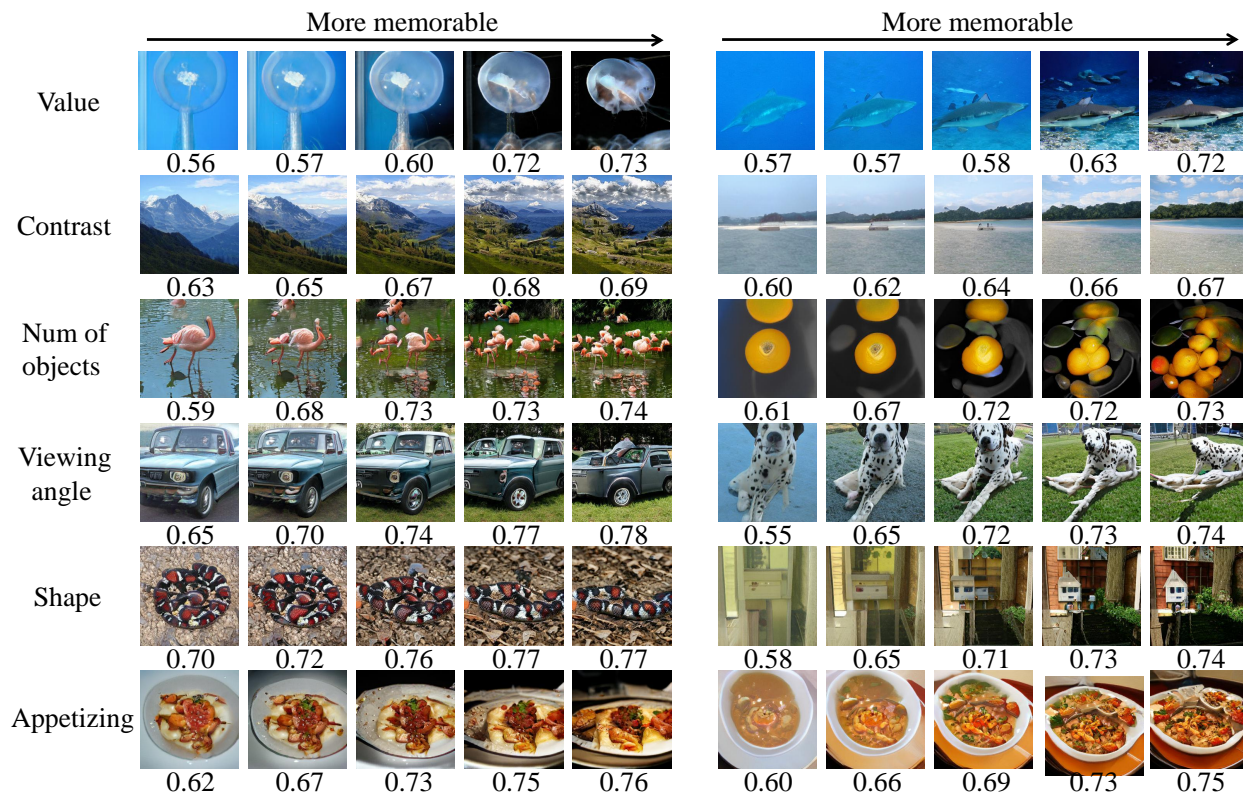 More memorable More memorable
Value
0.56 0.57 0.60 0.72 0.73 0.57 0.57 0.58 0.63 0.72
Contrast
0.63 0.65 0.67 0.68 0.69 0.60 0.62 0.64 0.66 0.67
Num of
objects
0.59 0.68 0.73 0.73 0.74 0.61 0.67 0.72 0.72 0.73
Viewing
angle
0.65 0.70 0.74 0.77 0.78 0.55 0.65 0.72 0.73 0.74
Shape
0.70 0.72 0.76 0.77 0.77 0.58 0.65 0.71 0.73 0.74
Appetizing
0.62 0.67 0.73 0.75 0.76 0.60 0.66 0.69 0.73 0.75